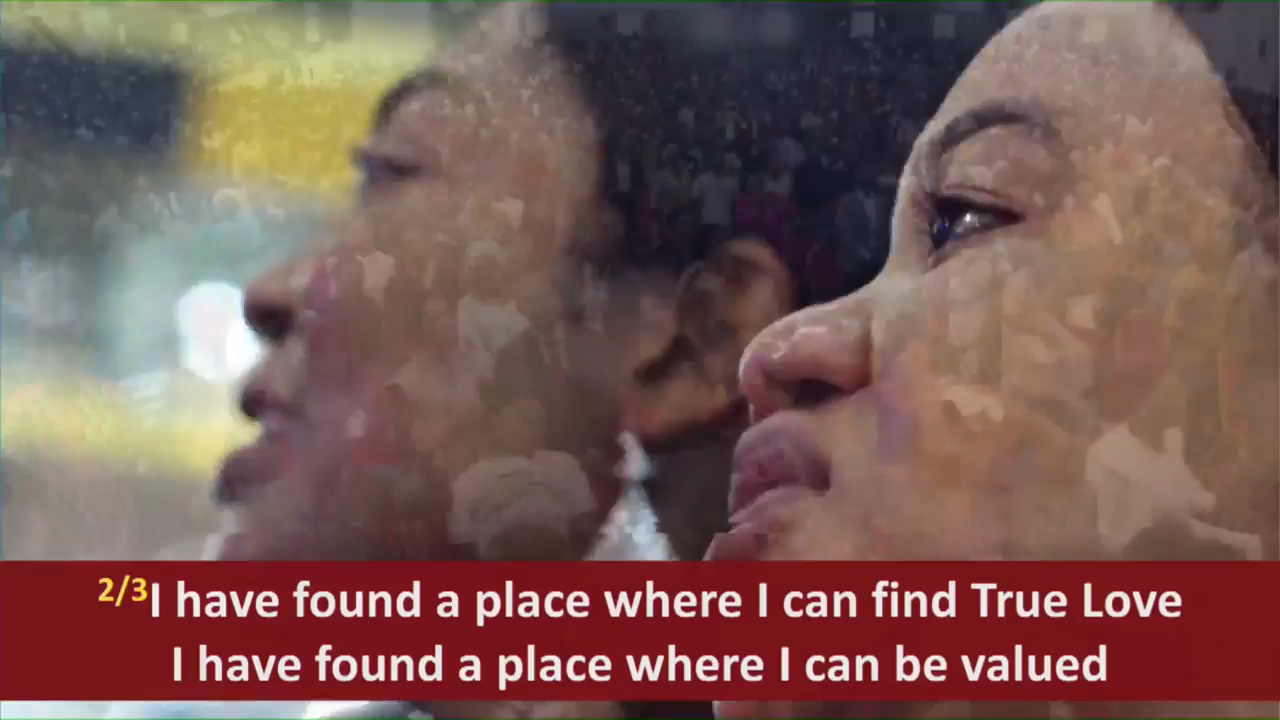 2/3I have found a place where I can find True Love
I have found a place where I can be valued